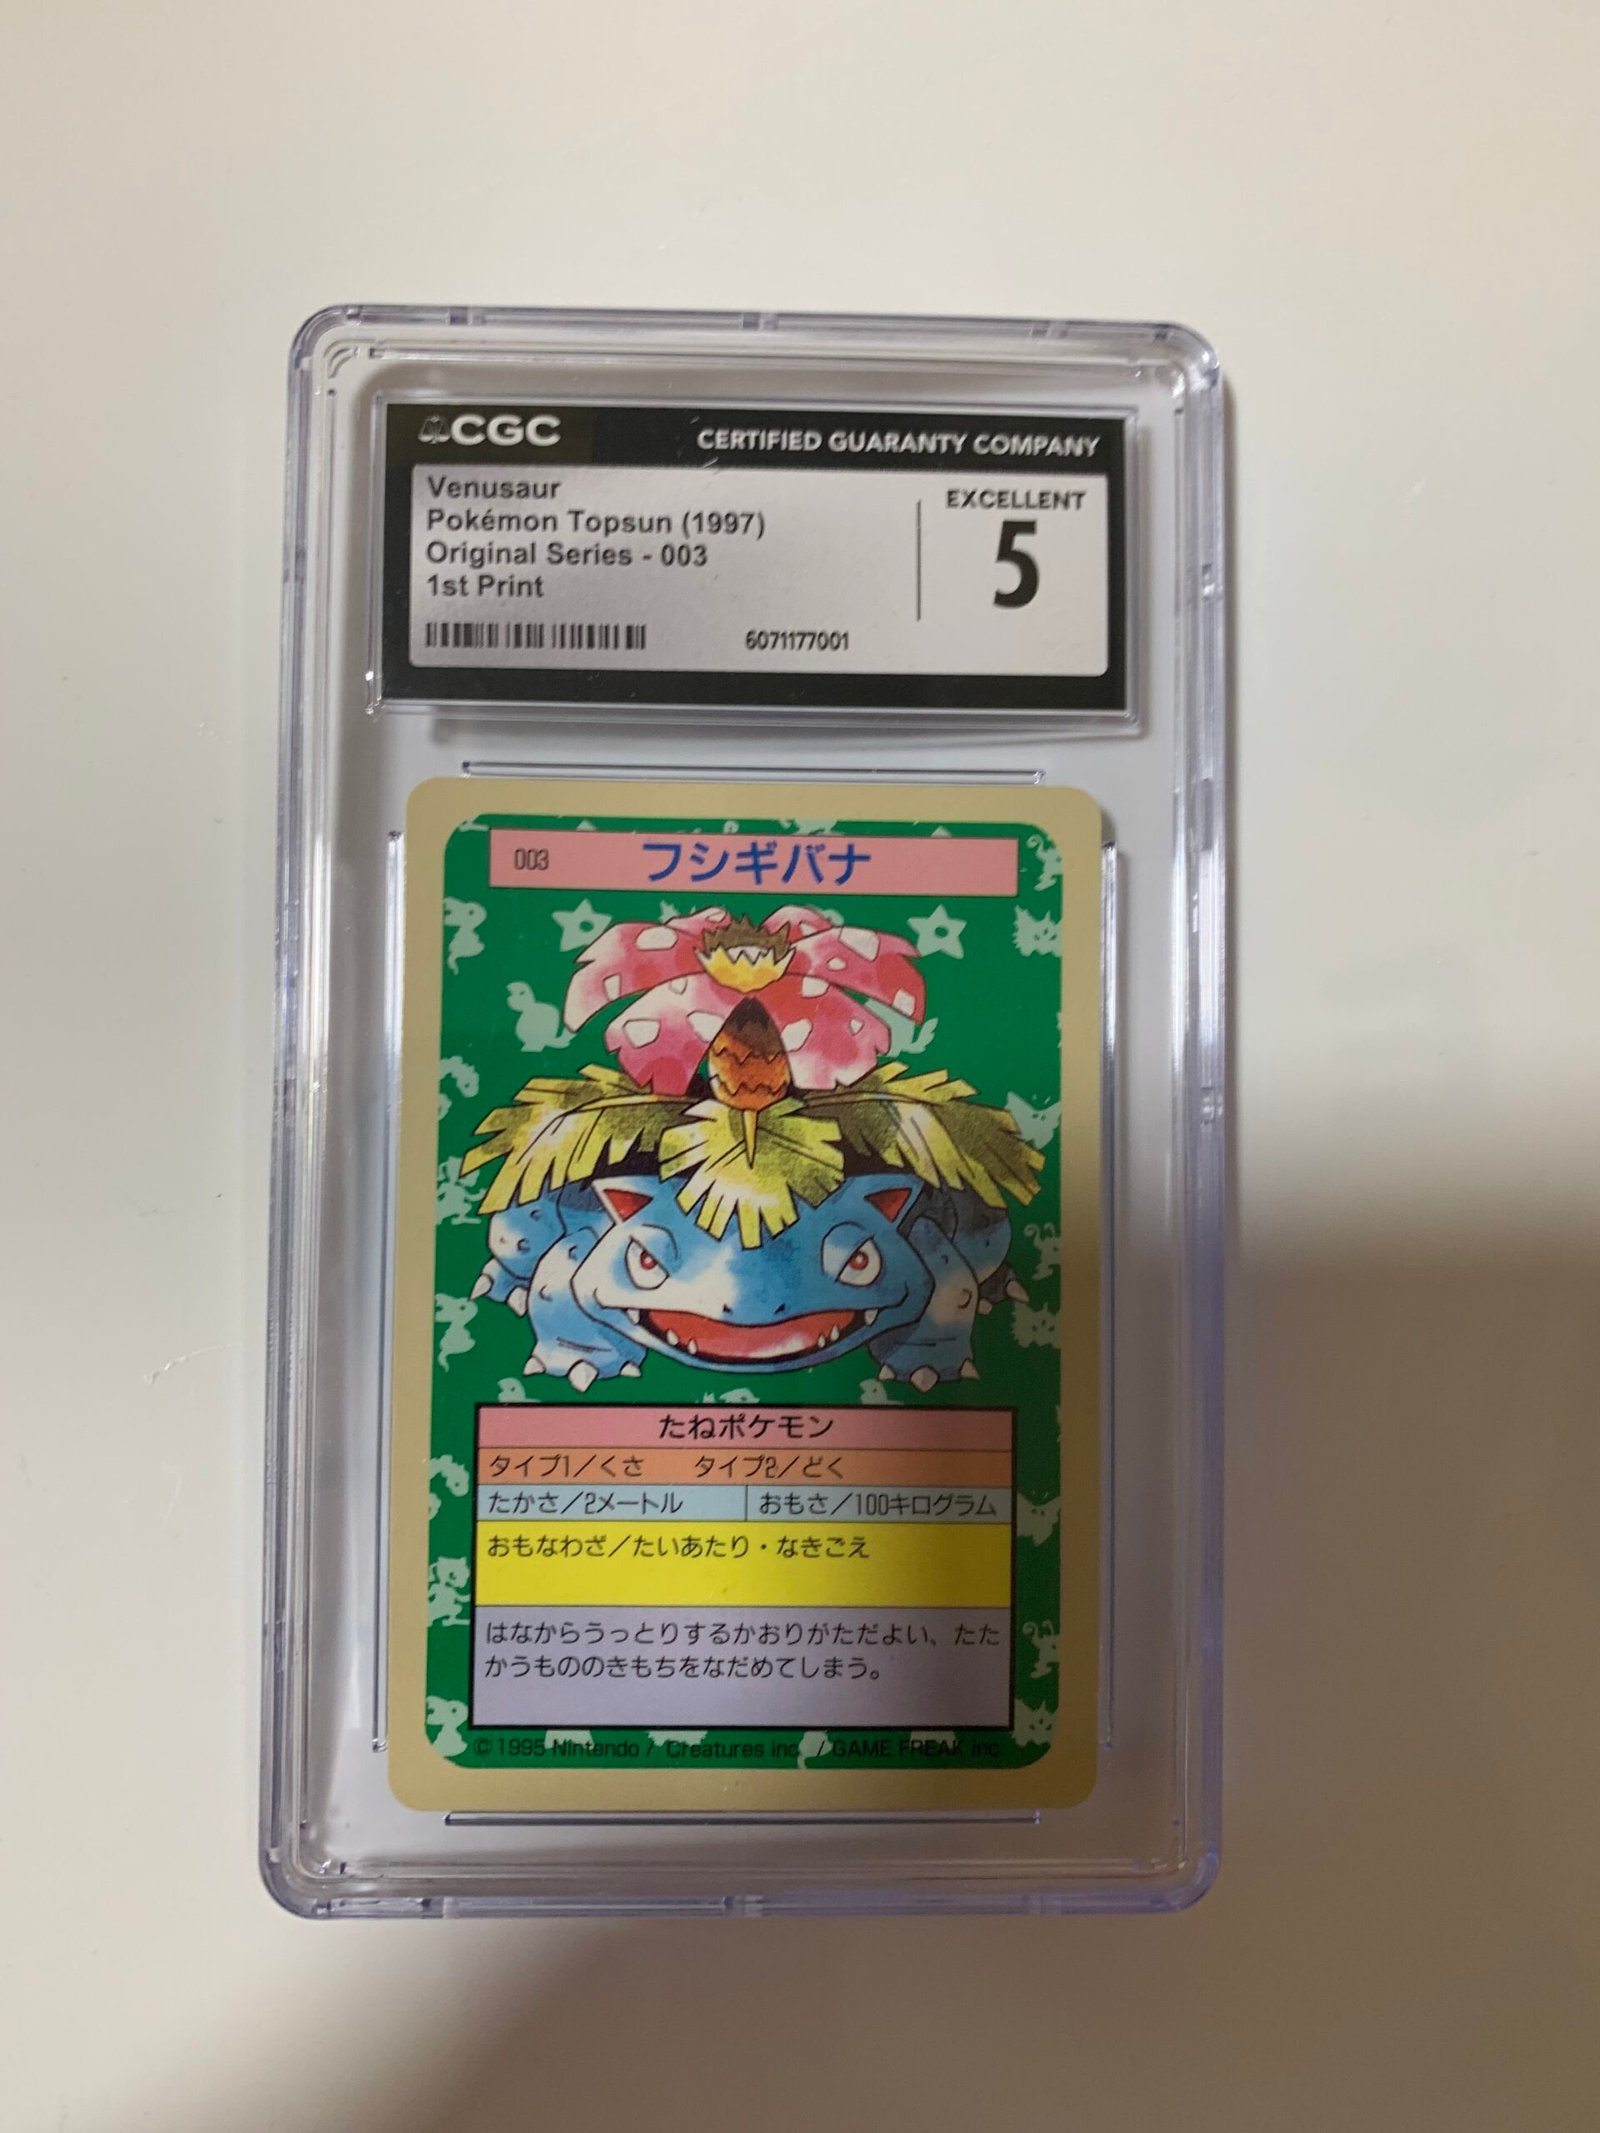 CGC
CERTIFIED GUARANTY COMPANY
Venusaur
Pokémon Topsun (1997)
Original Series - 003
1st Print
6071177001
EXCELLENT
5
003 フシギバナ
たねポケモン
タイプ1/くさ タイプ2/どく
たかさ/2メートル おもさ/100キログラム
おもなわざ/たいあたり・なきごえ
はなからうっとりするかおりがただよい、たた
かうもののきもちをなだめてしまう。
©1995 Nintendo / Creatures inc. / GAME FREAK inc.